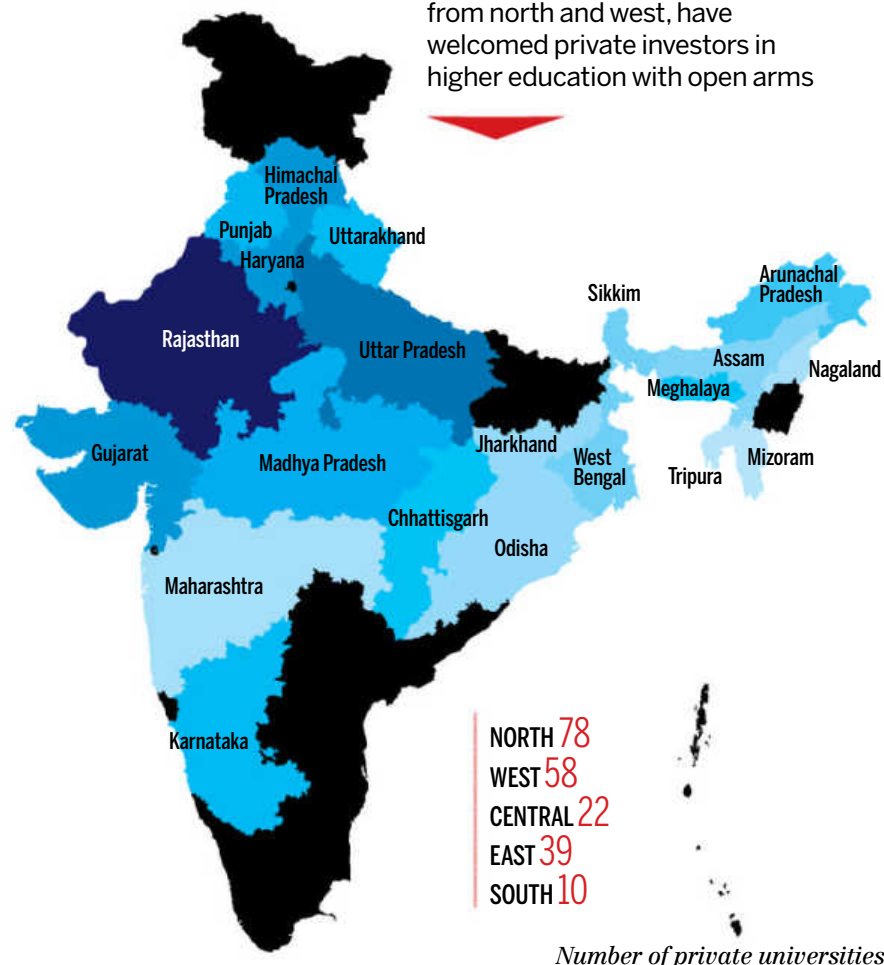 from north and west, have
welcomed private investors in
higher education with open arms
Himachal
Pradesh
Punjab
Uttarakhand
Haryana
Rajasthan
Uttar Pradesh
Sikkim
Arunachal
Pradesh
Assam
Nagaland
Meghalaya
Gujarat
Madhya Pradesh
Jharkhand
West
Bengal
Tripura
Mizoram
Chhattisgarh
Odisha
Maharashtra
Karnataka
NORTH 78
WEST 58
CENTRAL 22
EAST 39
SOUTH 10
Number of private universities